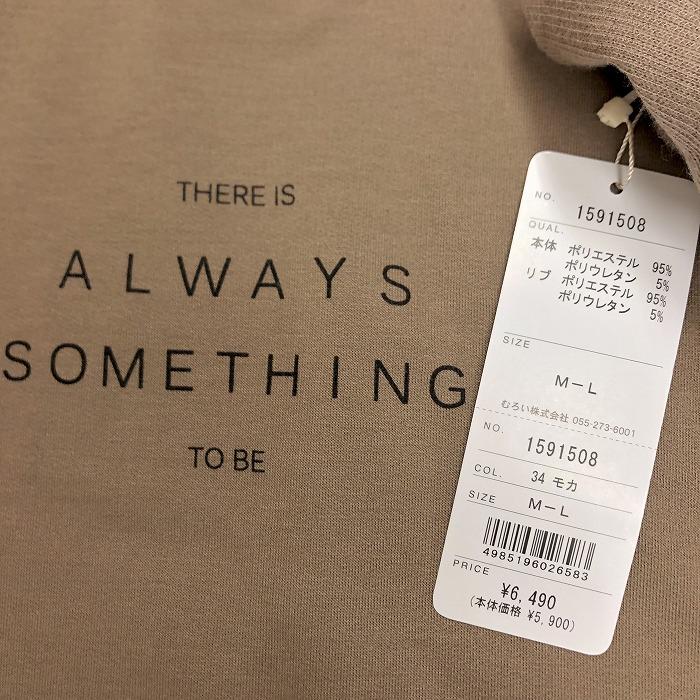 THERE IS
ALWAYS
SOMETHING
TO BE
NO. 1591508
QUAL.
本体 ポリエステル 95%
ポリウレタン 5%
リブ ポリエステル 95%
ポリウレタン 5%
SIZE
M-L
むろい株式会社 055-273-6001
NO. 1591508
COL. 34 モカ
SIZE M-L
4985196026583
PRICE
¥6,490
(本体価格 ¥5,900)